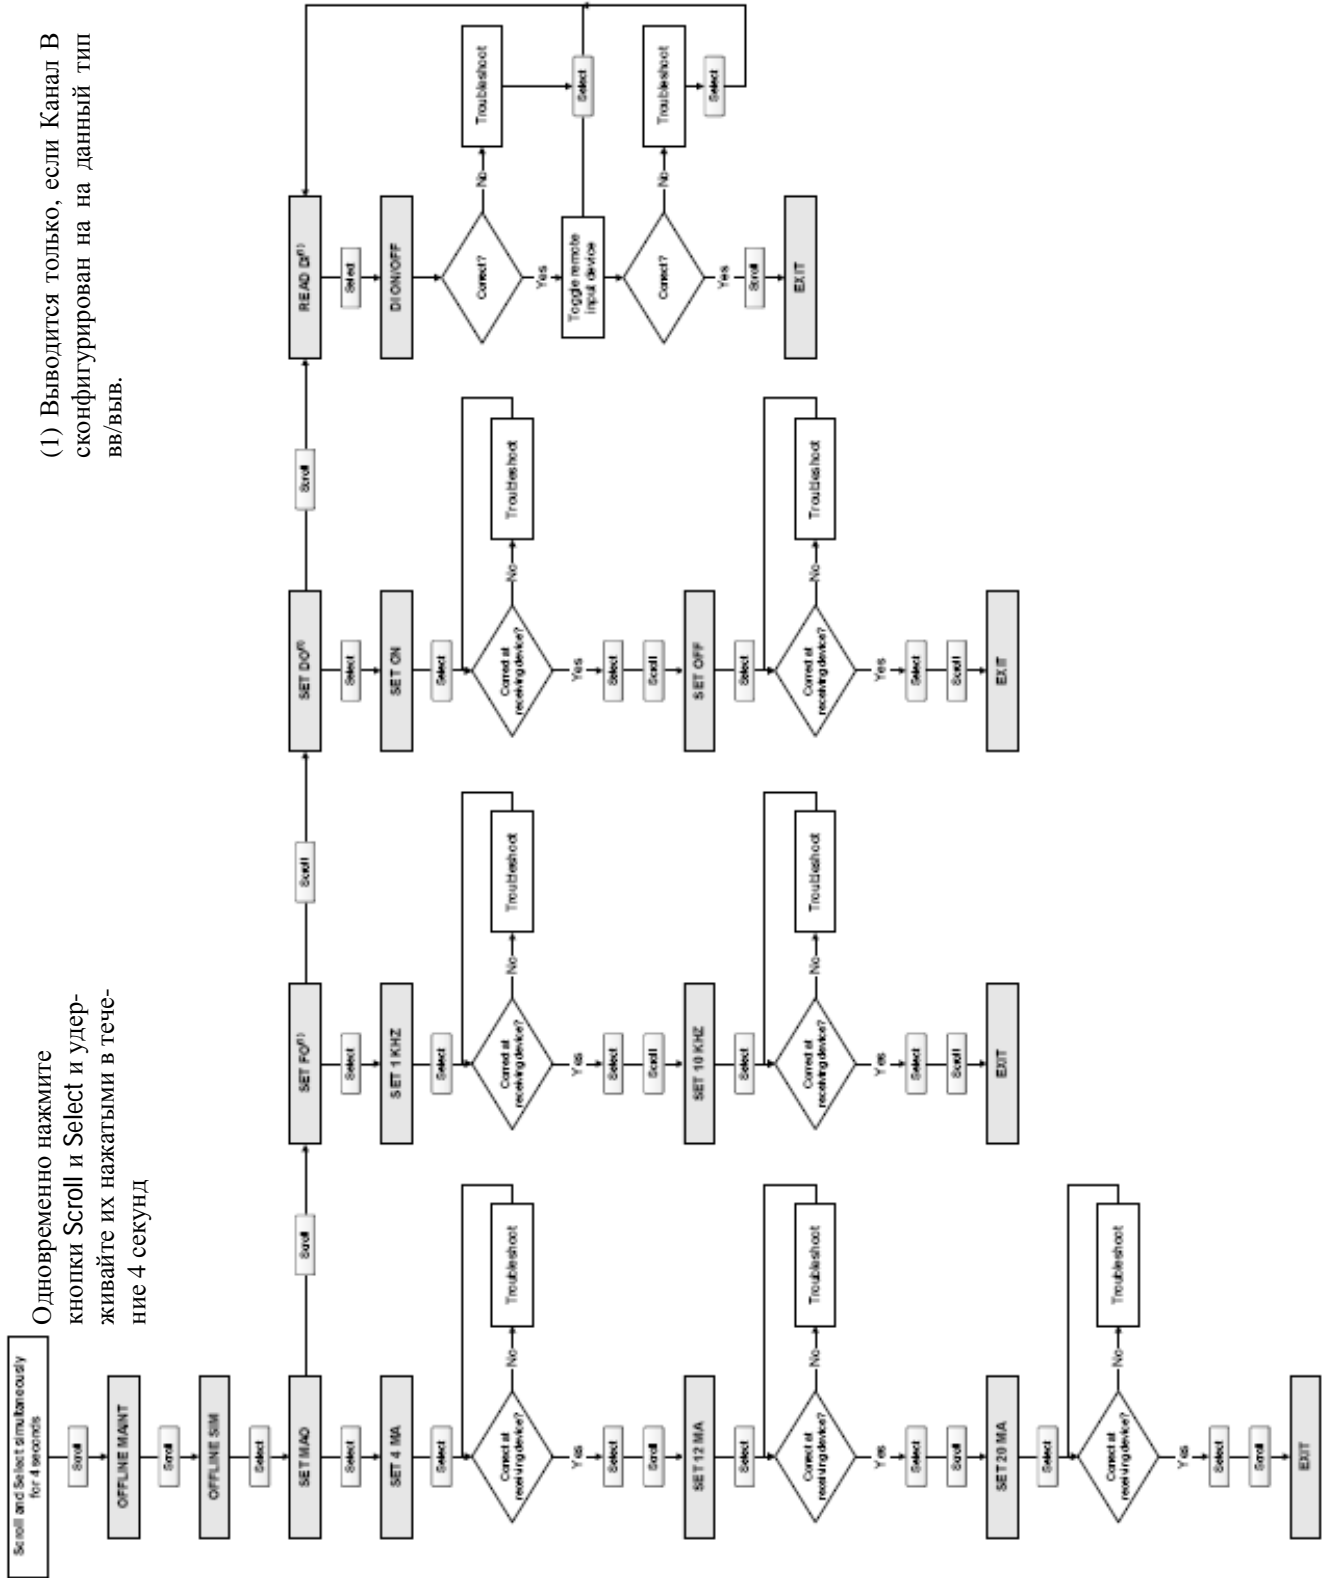 Scroll and Select simultaneously
for 4 seconds
Одновременно нажмите
кнопки Scroll и Select и удер-
живайте их нажатыми в тече-
ние 4 секунд
(1) Выводится только, если Канал В
сконфигурирован на на данный тип
вв/выв.
Scroll
OFFLINE MAINT
Scroll
OFFLINE SIM
Select
SET MAO
Select
SET 4 MA
Select
Correct at
receiving device?
No
Troubleshoot
Yes
Select
Scroll
SET 12 MA
Select
Correct at
receiving device?
No
Troubleshoot
Yes
Select
Scroll
SET 20 MA
Select
Correct at
receiving device?
No
Troubleshoot
Yes
Select
Scroll
EXIT
Scroll
SET FO(1)
Select
SET 1 KHZ
Select
Correct at
receiving device?
No
Troubleshoot
Yes
Select
Scroll
SET 10 KHZ
Select
Correct at
receiving device?
No
Troubleshoot
Yes
Select
Scroll
EXIT
Scroll
SET DO(1)
Select
SET ON
Select
Correct at
receiving device?
No
Troubleshoot
Yes
Select
Scroll
SET OFF
Select
Correct at
receiving device?
No
Troubleshoot
Yes
Select
Scroll
EXIT
Scroll
READ DI(1)
Select
DI ON/OFF
Correct?
No
Troubleshoot
Select
Yes
Toggle remote
input device
Correct?
No
Troubleshoot
Select
Yes
Scroll
EXIT